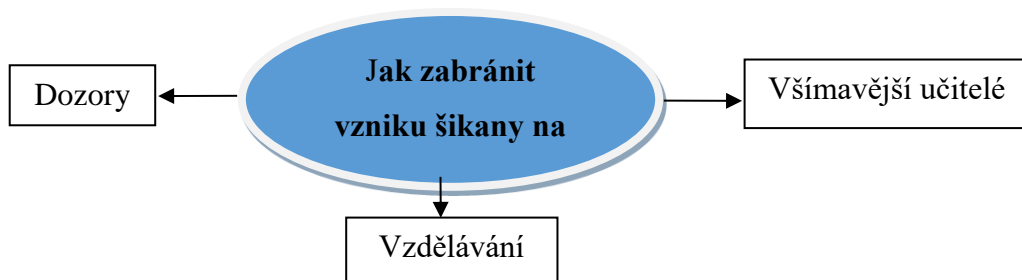 Jak zabránit
vzniku šikany na
Dozory
Všímavější učitelé
Vzdělávání